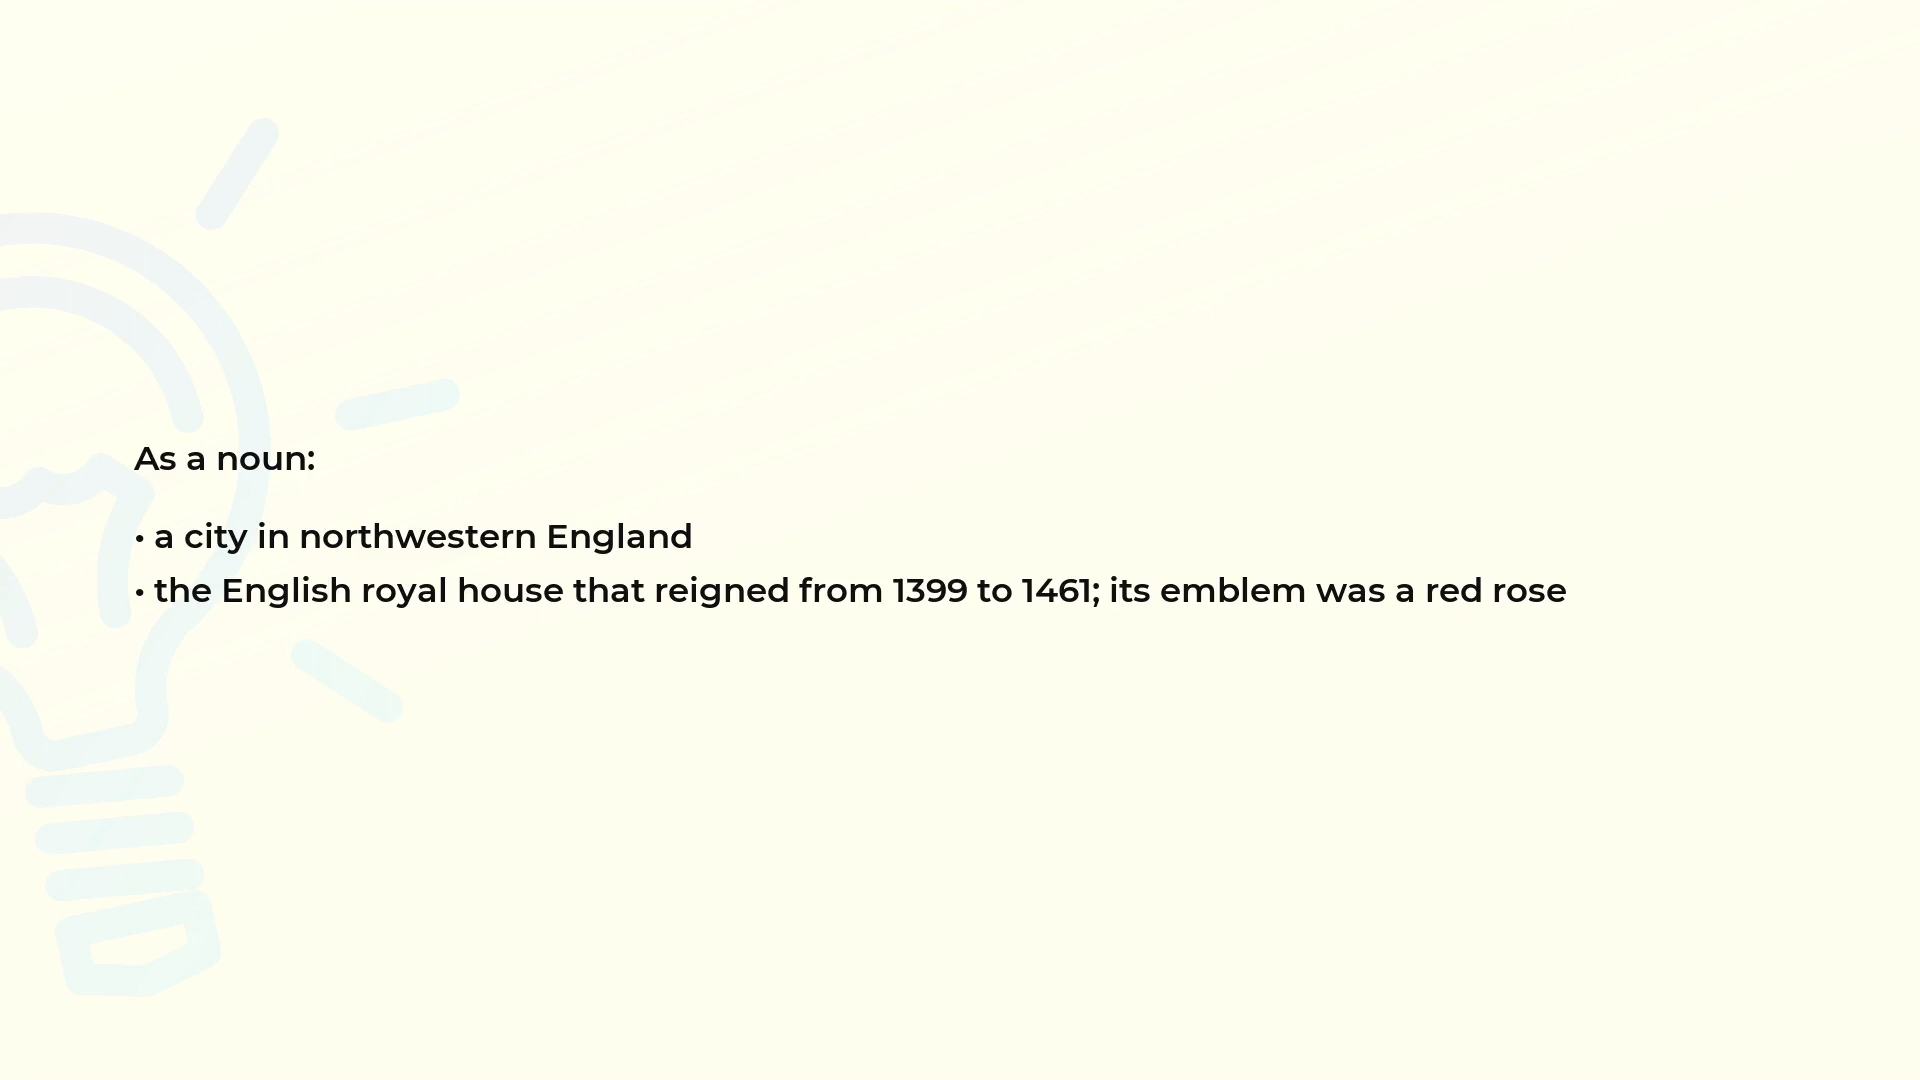 As a noun:
• a city in northwestern England
• the English royal house that reigned from 1399 to 1461; its emblem was a red rose